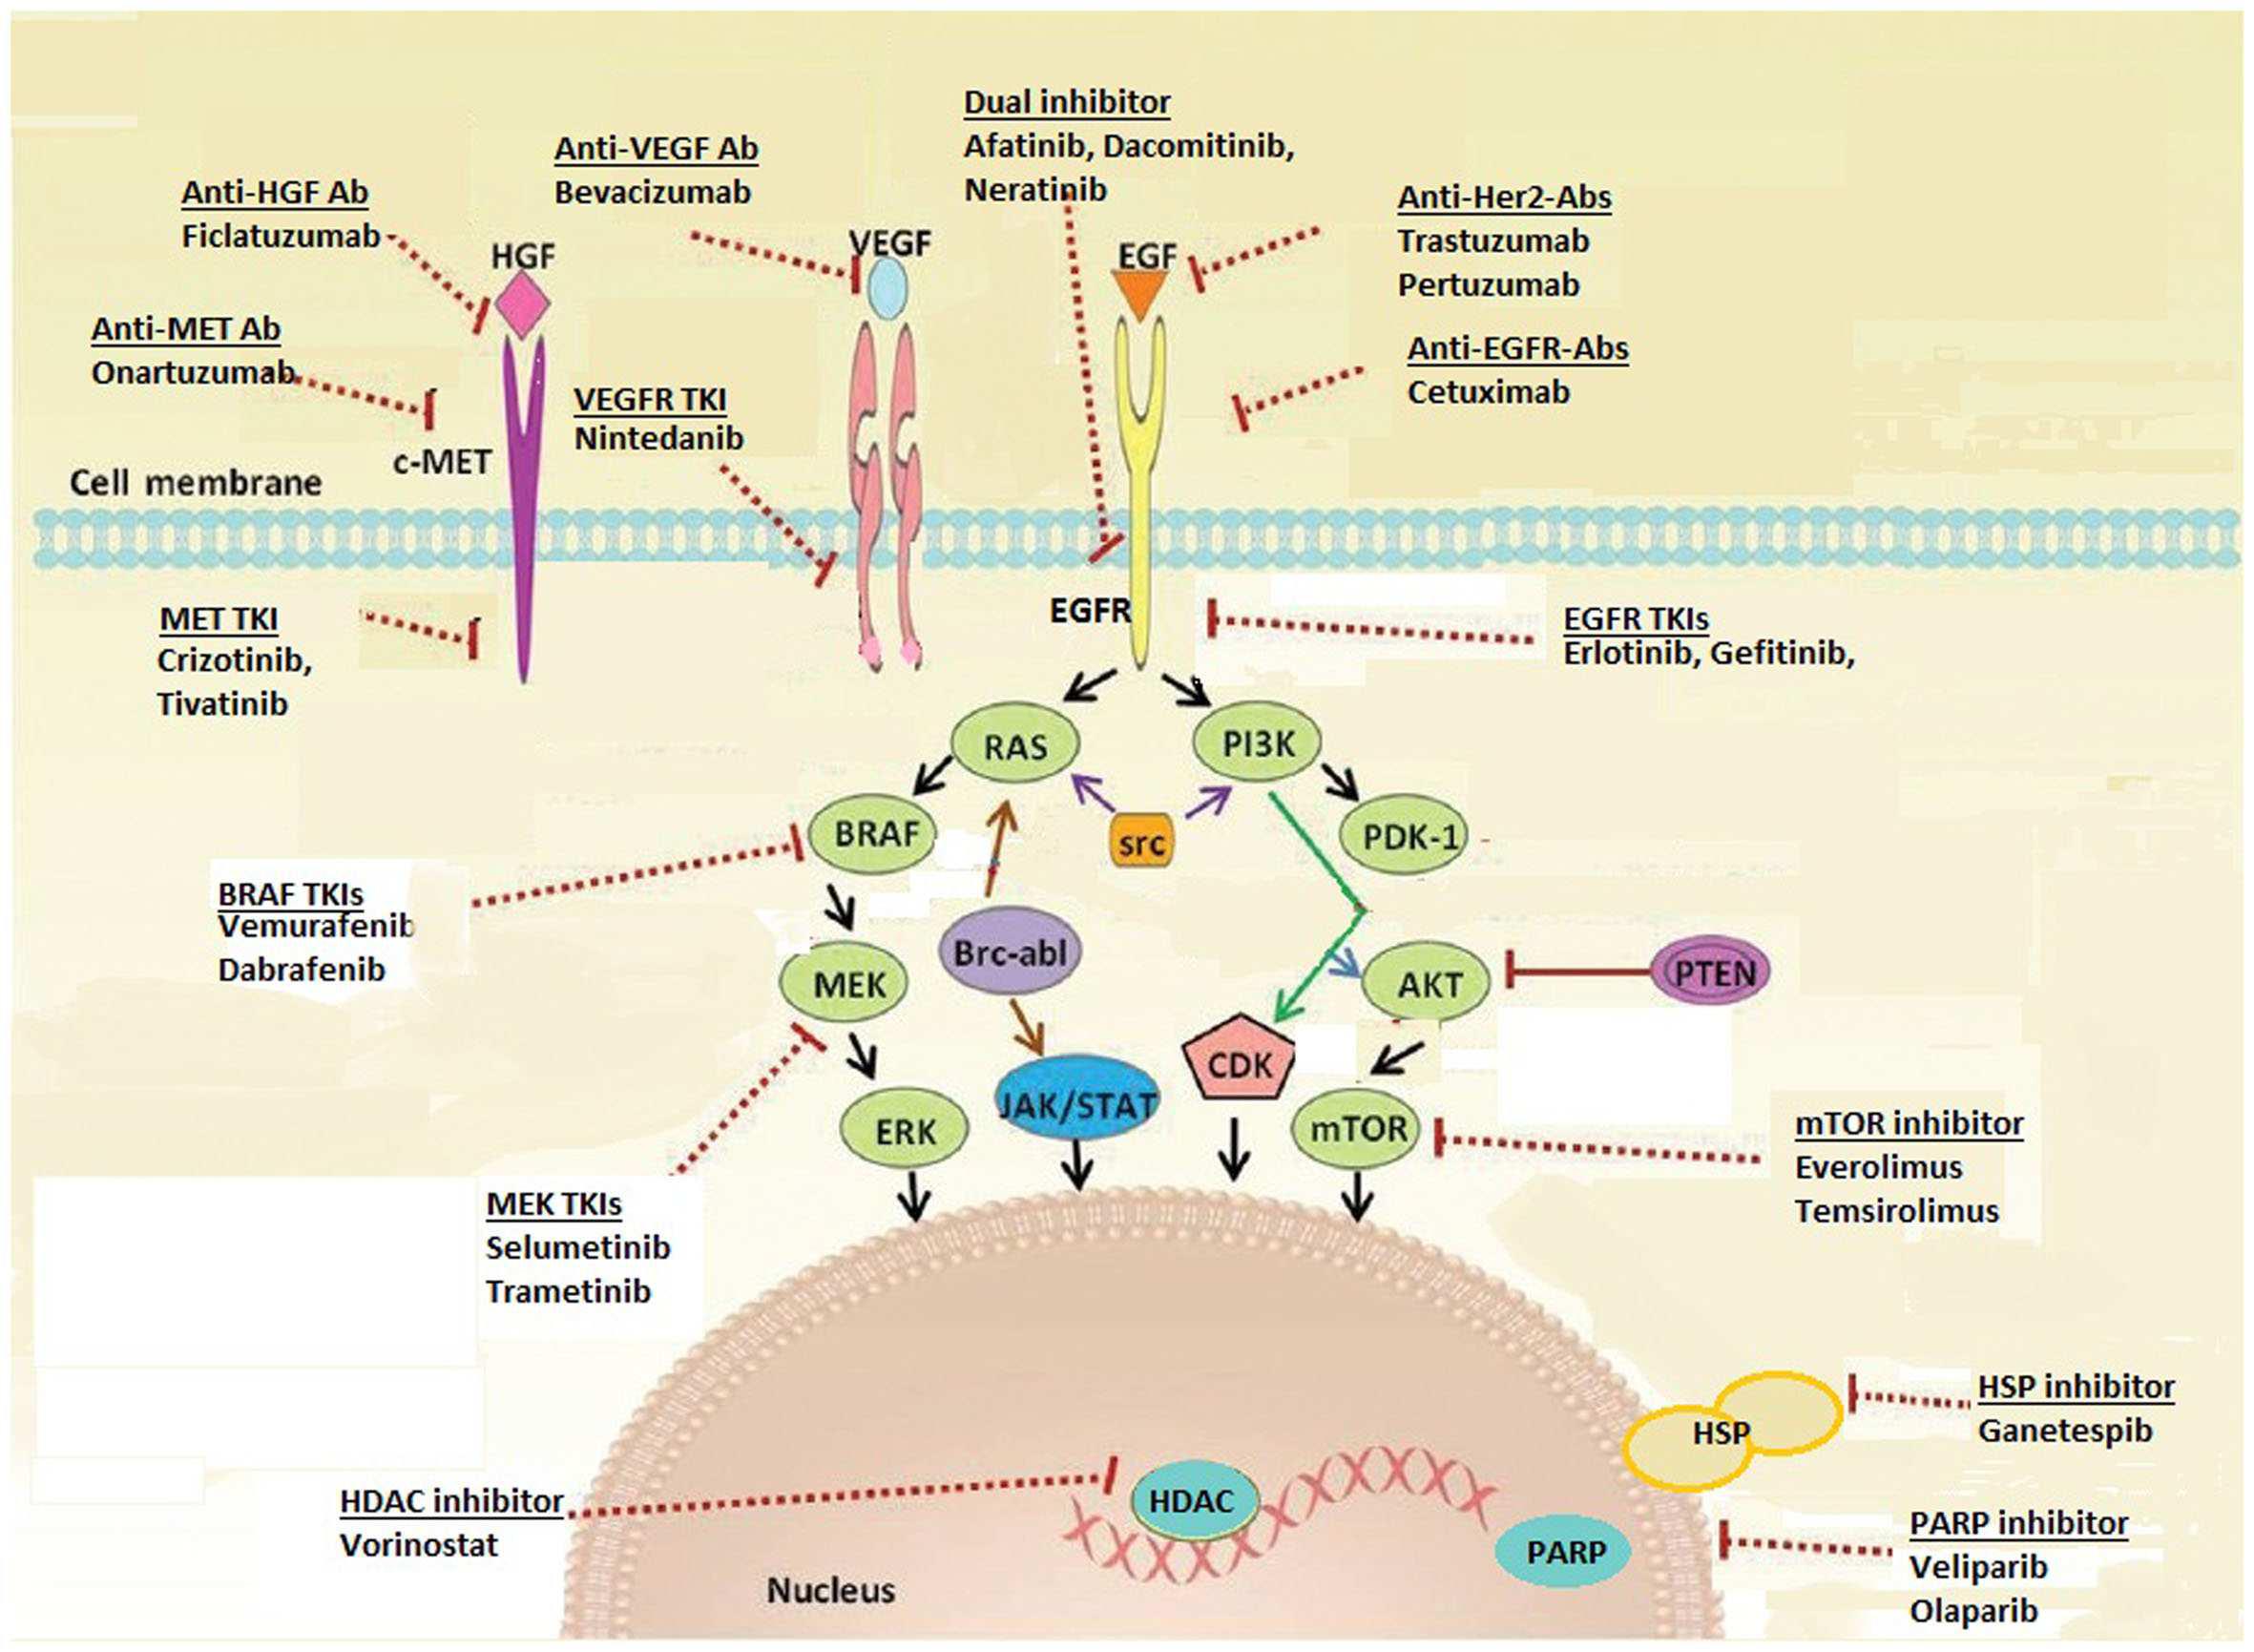 Dual inhibitor
Afatinib, Dacomitinib,
Neratinib
Anti-VEGF Ab
Bevacizumab
Anti-HGF Ab
Ficlatuzumab
Anti-Her2-Abs
Trastuzumab
Pertuzumab
HGF
VEGF
EGF
Anti-MET Ab
Onartuzumab
Anti-EGFR-Abs
Cetuximab
VEGFR TKI
Nintedanib
c-MET
Cell membrane
MET TKI
Crizotinib,
Tivatinib
EGFR
EGFR TKIs
Erlotinib, Gefitinib,
RAS
PI3K
BRAF
src
PDK-1
BRAF TKIs
Vemurafenib
Dabrafenib
Brc-abl
MEK
AKT
PTEN
CDK
JAK/STAT
ERK
mTOR
mTOR inhibitor
Everolimus
Temsirolimus
MEK TKIs
Selumetinib
Trametinib
HSP
HSP inhibitor
Ganetespib
HDAC inhibitor
Vorinostat
HDAC
PARP
PARP inhibitor
Veliparib
Olaparib
Nucleus